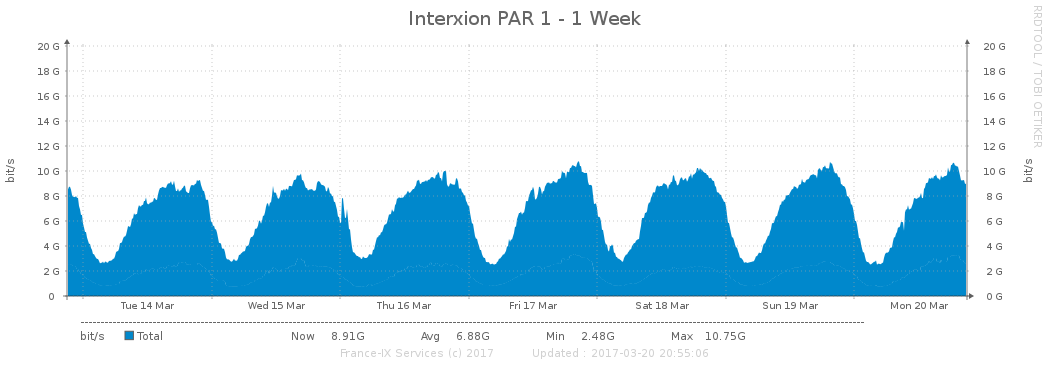 Interxion PAR 1 - 1 Week
RRDTOOL / TOBI OETIKER
bit/s
bit/s
20 G 20 G
18 G 18 G
16 G 16 G
14 G 14 G
12 G 12 G
10 G 10 G
8 G 8 G
6 G 6 G
4 G 4 G
2 G 2 G
0 0 G
Tue 14 Mar Wed 15 Mar Thu 16 Mar Fri 17 Mar Sat 18 Mar Sun 19 Mar Mon 20 Mar
bit/s Total Now 8.91G Avg 6.88G Min 2.48G Max 10.75G
France-IX Services (c) 2017 Updated : 2017-03-20 20:55:06